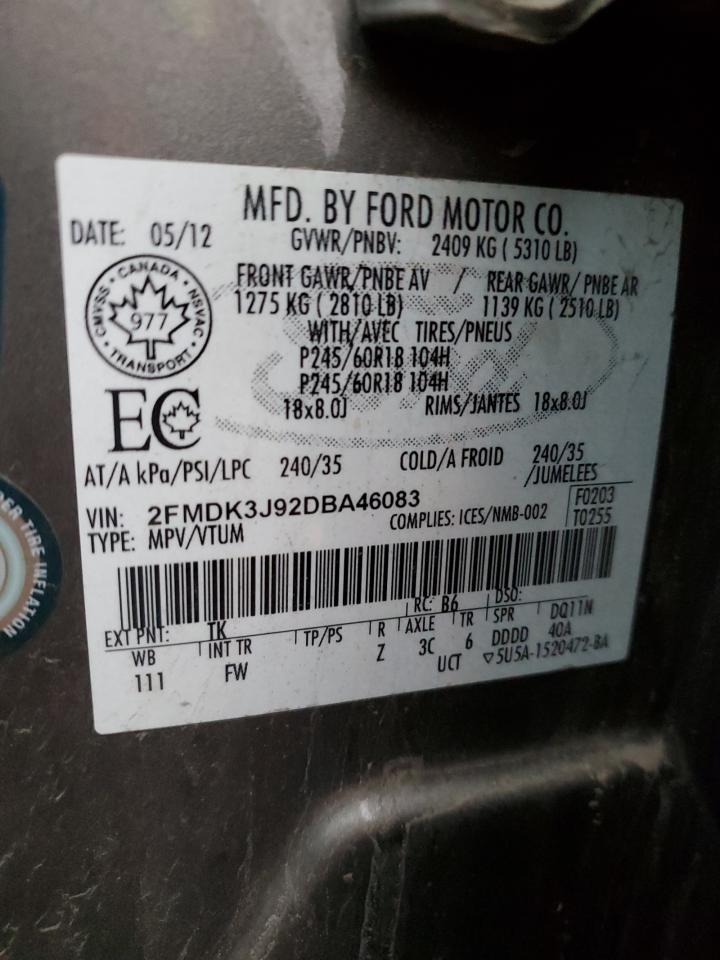 MFD. BY FORD MOTOR CO.
DATE: 05/12 GVWR/PNBV: 2409 KG ( 5310 LB)
FRONT GAWR/PNBE AV / REAR GAWR/ PNBE AR
1275 KG ( 2810 LB) 1139 KG ( 2510 LB)
WITH/AVEC TIRES/PNEUS
P245/60R18 104H
P245/60R18 104H
18x8.0J RIMS/JANTES 18x8.0J
CMVSS · CANADA · NSVAC · TRANSPORT ·
977
EC
AT/A kPa/PSI/LPC 240/35 COLD/A FROID 240/35
/JUMELEES
VIN: 2FMDK3J92DBA46083
COMPLIES: ICES/NMB-002
F0203
T0255
TYPE: MPV/VTUM
EXT PNT: TK RC: B6 DSO:
WB INT TR TP/PS R AXLE TR SPR DQ11N
111 FW Z 3C 6 DDDD 40A
UCT ▽5U5A-1520472-BA
DER TIRE INFLATION